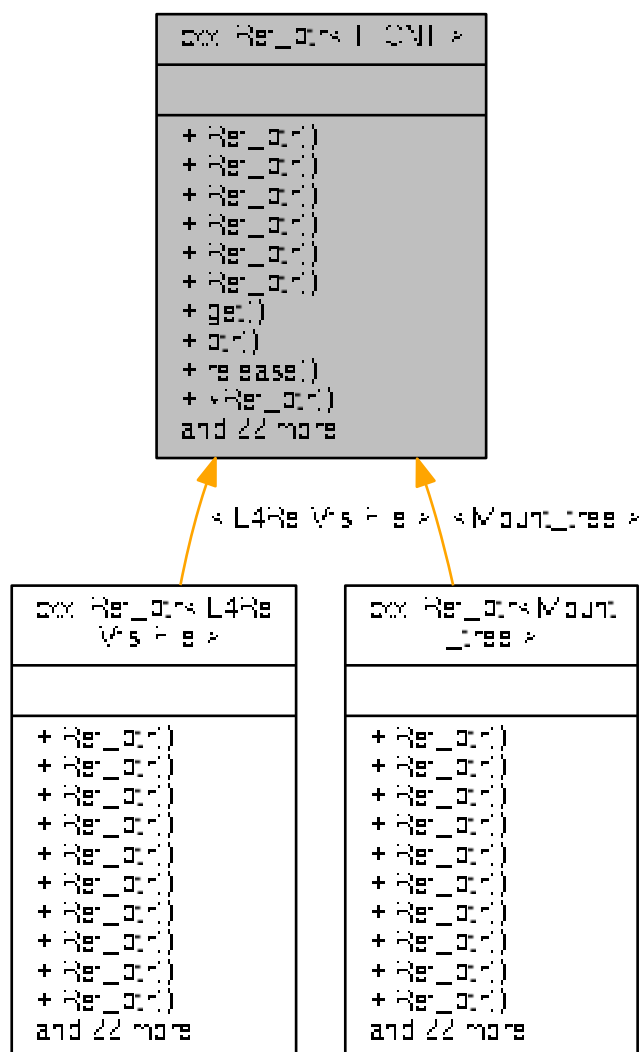 cxx::Ref_ptr< T, CNT >
+ Ref_ptr()
+ Ref_ptr()
+ Ref_ptr()
+ Ref_ptr()
+ Ref_ptr()
+ Ref_ptr()
+ get()
+ ptr()
+ release()
+ ~Ref_ptr()
and 22 more
< L4Re::Vfs::File >
< Mount_tree >
cxx::Ref_ptr< L4Re
::Vfs::File >
+ Ref_ptr()
+ Ref_ptr()
+ Ref_ptr()
+ Ref_ptr()
+ Ref_ptr()
+ Ref_ptr()
+ Ref_ptr()
+ Ref_ptr()
+ Ref_ptr()
+ Ref_ptr()
and 22 more
cxx::Ref_ptr< Mount
_tree >
+ Ref_ptr()
+ Ref_ptr()
+ Ref_ptr()
+ Ref_ptr()
+ Ref_ptr()
+ Ref_ptr()
+ Ref_ptr()
+ Ref_ptr()
+ Ref_ptr()
+ Ref_ptr()
and 22 more